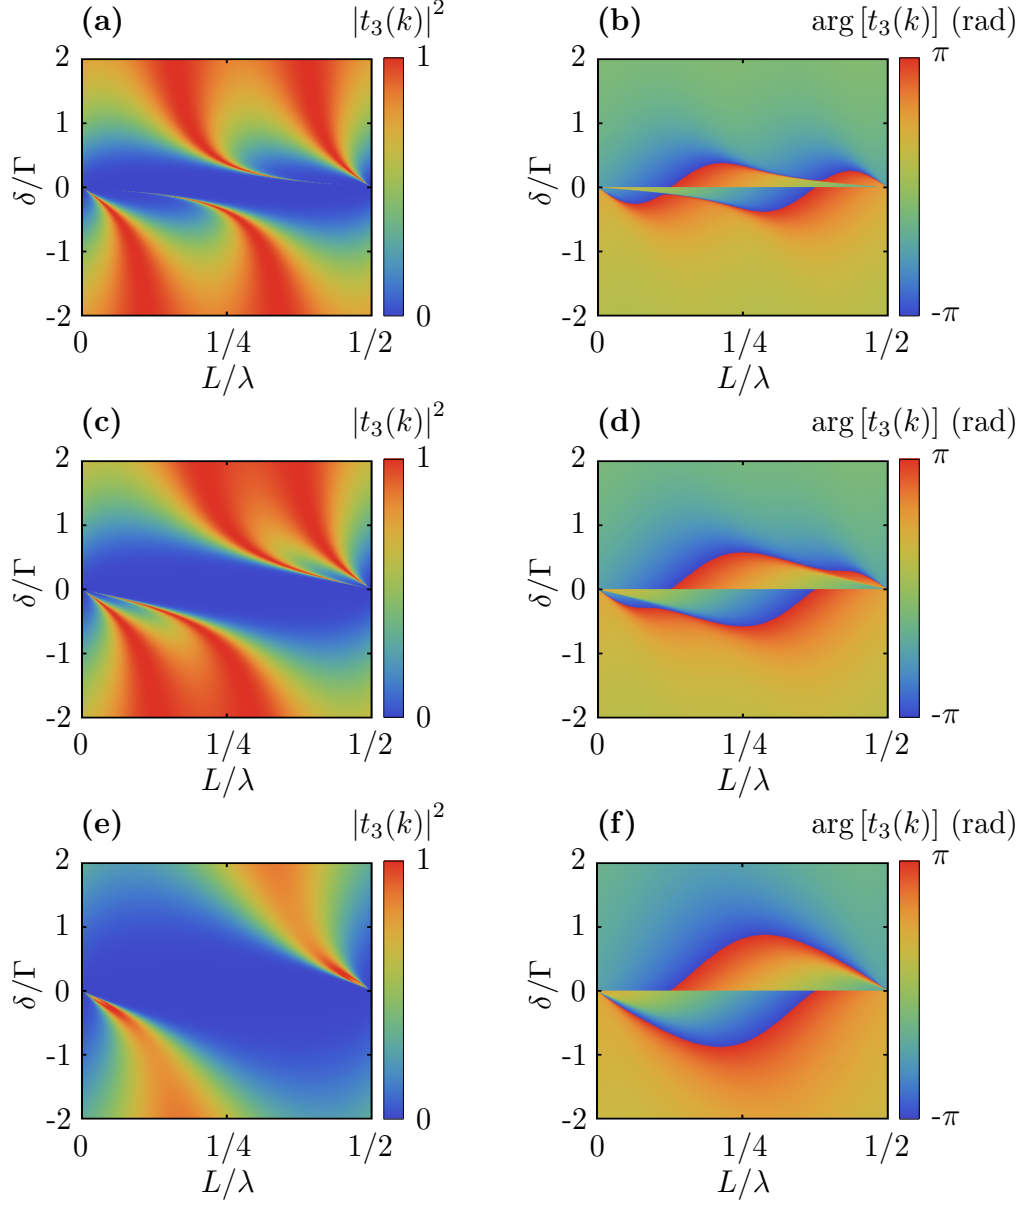 (a) |t₃(k)|² (b) arg [t₃(k)] (rad)
2 1 2 π
1 1
δ/Γ 0 δ/Γ 0
-1 -1
-2 0 -2 -π
0 1/4 1/2 0 1/4 1/2
L/λ L/λ
(c) |t₃(k)|² (d) arg [t₃(k)] (rad)
2 1 2 π
1 1
δ/Γ 0 δ/Γ 0
-1 -1
-2 0 -2 -π
0 1/4 1/2 0 1/4 1/2
L/λ L/λ
(e) |t₃(k)|² (f) arg [t₃(k)] (rad)
2 1 2 π
1 1
δ/Γ 0 δ/Γ 0
-1 -1
-2 0 -2 -π
0 1/4 1/2 0 1/4 1/2
L/λ L/λ